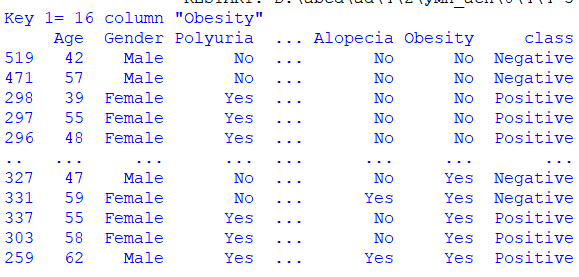 Key 1= 16 column "Obesity"
Age Gender Polyuria ... Alopecia Obesity class
519 42 Male No ... No No Negative
471 57 Male No ... No No Negative
298 39 Female Yes ... No No Positive
297 55 Female Yes ... No No Positive
296 48 Female Yes ... No No Positive
.. ... ... ... ... ... ... ...
327 47 Male No ... No Yes Negative
331 59 Female No ... Yes Yes Negative
337 55 Female Yes ... No Yes Positive
303 58 Female Yes ... No Yes Positive
259 62 Male Yes ... Yes Yes Positive